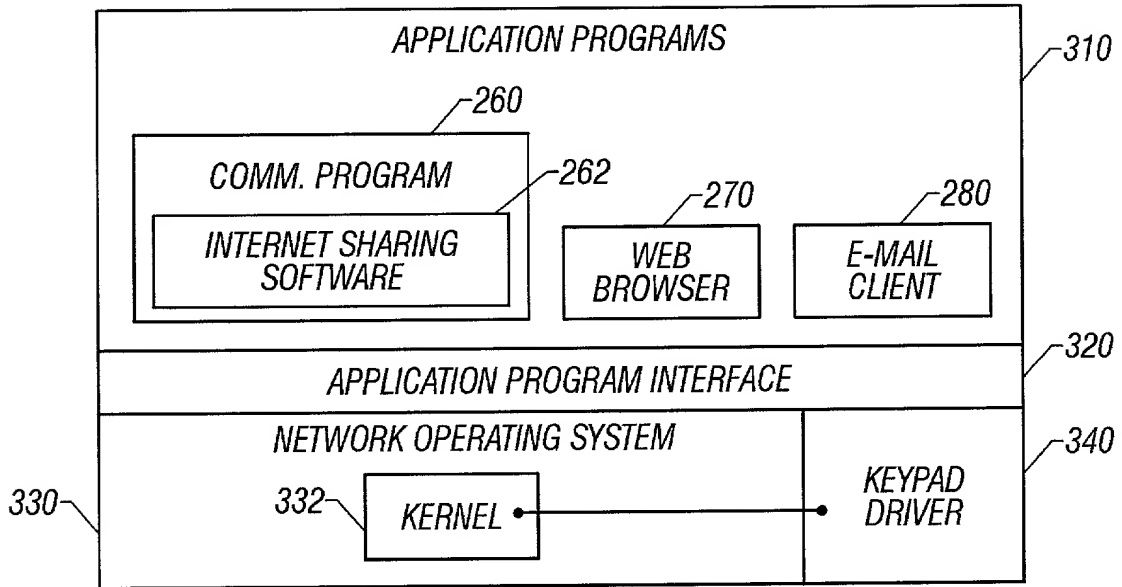 APPLICATION PROGRAMS
310
260
COMM. PROGRAM
262
INTERNET SHARING
SOFTWARE
270
WEB
BROWSER
280
E-MAIL
CLIENT
320
APPLICATION PROGRAM INTERFACE
NETWORK OPERATING SYSTEM
340
330
332
KERNEL
KEYPAD
DRIVER